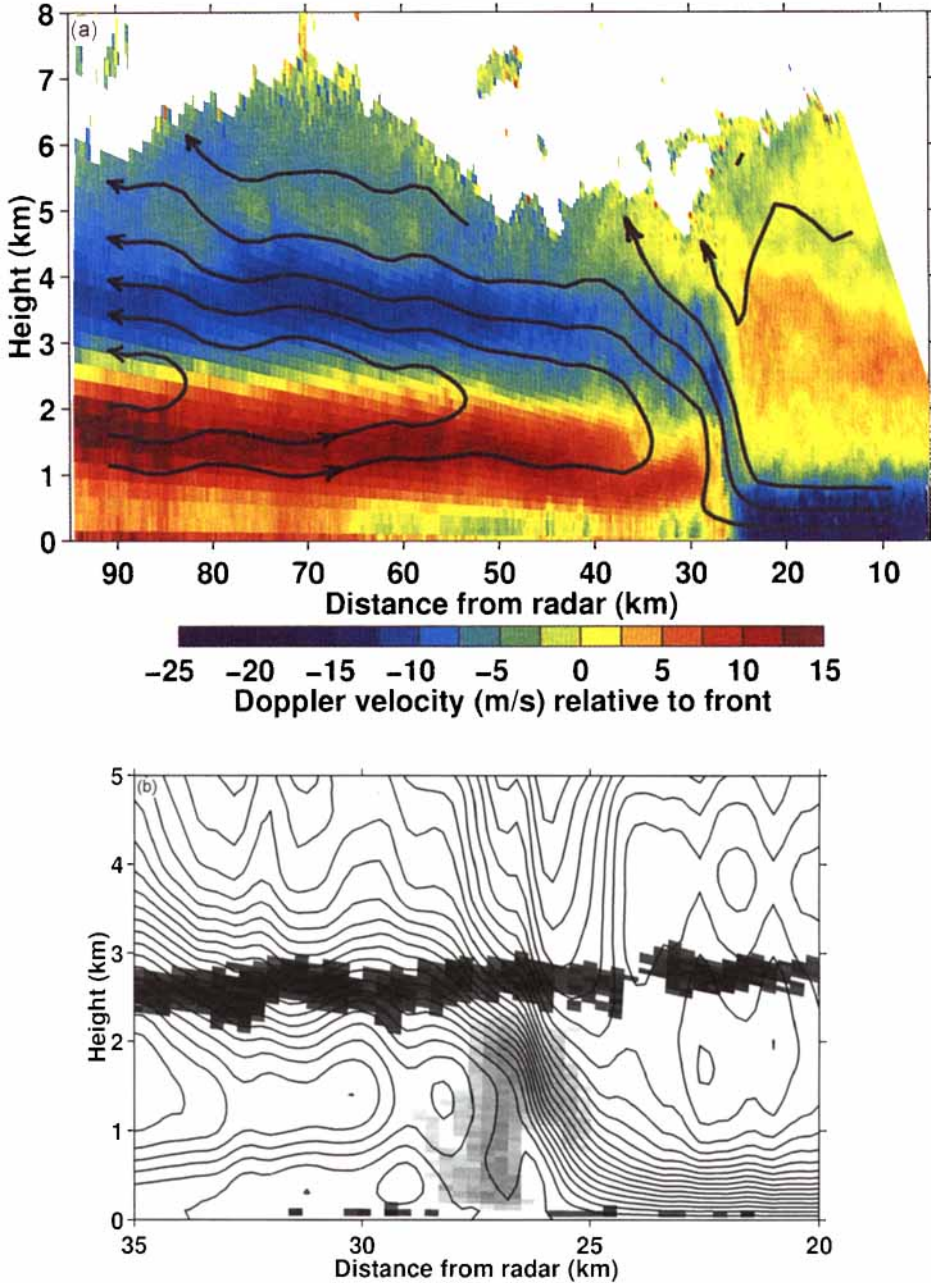 (a)
8
7
6
5
4
3
2
1
0
Height (km)
90 80 70 60 50 40 30 20 10
Distance from radar (km)
−25 −20 −15 −10 −5 0 5 10 15
Doppler velocity (m/s) relative to front
(b)
5
4
3
2
1
0
Height (km)
35 30 25 20
Distance from radar (km)